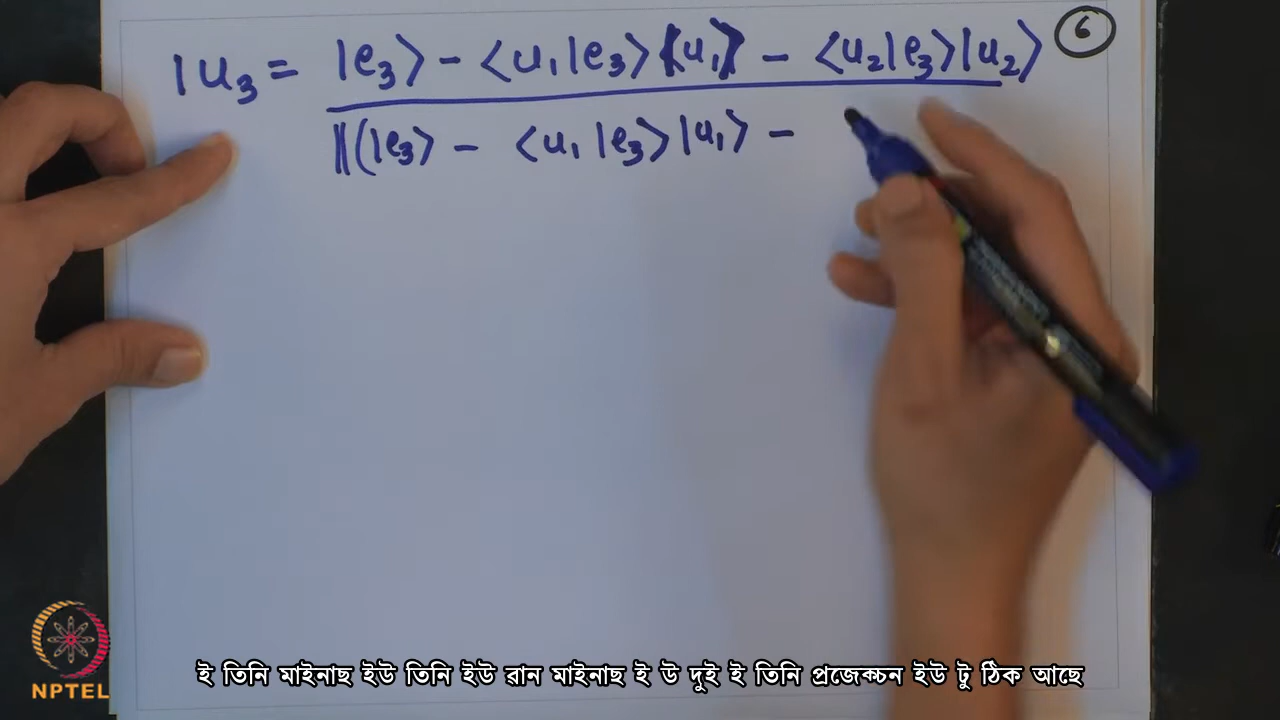 |u₃ = |e₃⟩ - ⟨u₁|e₃⟩|u₁⟩ - ⟨u₂|e₃⟩|u₂⟩ 6
‖(|e₃⟩ - ⟨u₁|e₃⟩|u₁⟩ -
NPTEL
ই তিনি মাইনাছ ইউ তিনি ইউ ৱান মাইনাছ ই উ দুই ই তিনি প্ৰজেক্চন ইউ টু ঠিক আছে